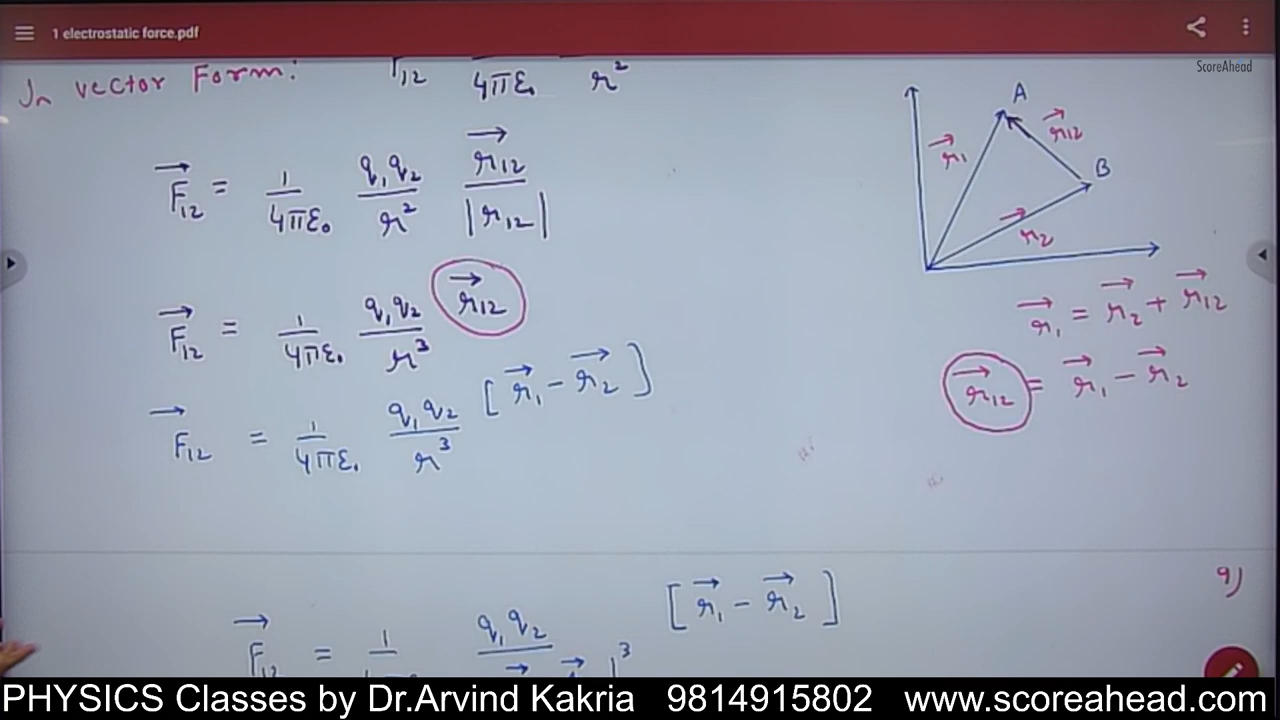 1 electrostatic force.pdf
ScoreAhead
In vector Form: F₁₂ 4πε₀ r²
F⃗₁₂ = 1/4πε₀ q₁q₂/r² r⃗₁₂/|r₁₂|
F⃗₁₂ = 1/4πε₀ q₁q₂/r³ r⃗₁₂
F⃗₁₂ = 1/4πε₀ q₁q₂/r³ [r⃗₁ − r⃗₂]
A
r⃗₁
r⃗₁₂
B
r⃗₂
r⃗₁ = r⃗₂ + r⃗₁₂
r⃗₁₂ = r⃗₁ − r⃗₂
9)
F⃗₁₂ = 1 q₁q₂ [r⃗₁ − r⃗₂]
|³
PHYSICS Classes by Dr.Arvind Kakria 9814915802 www.scoreahead.com